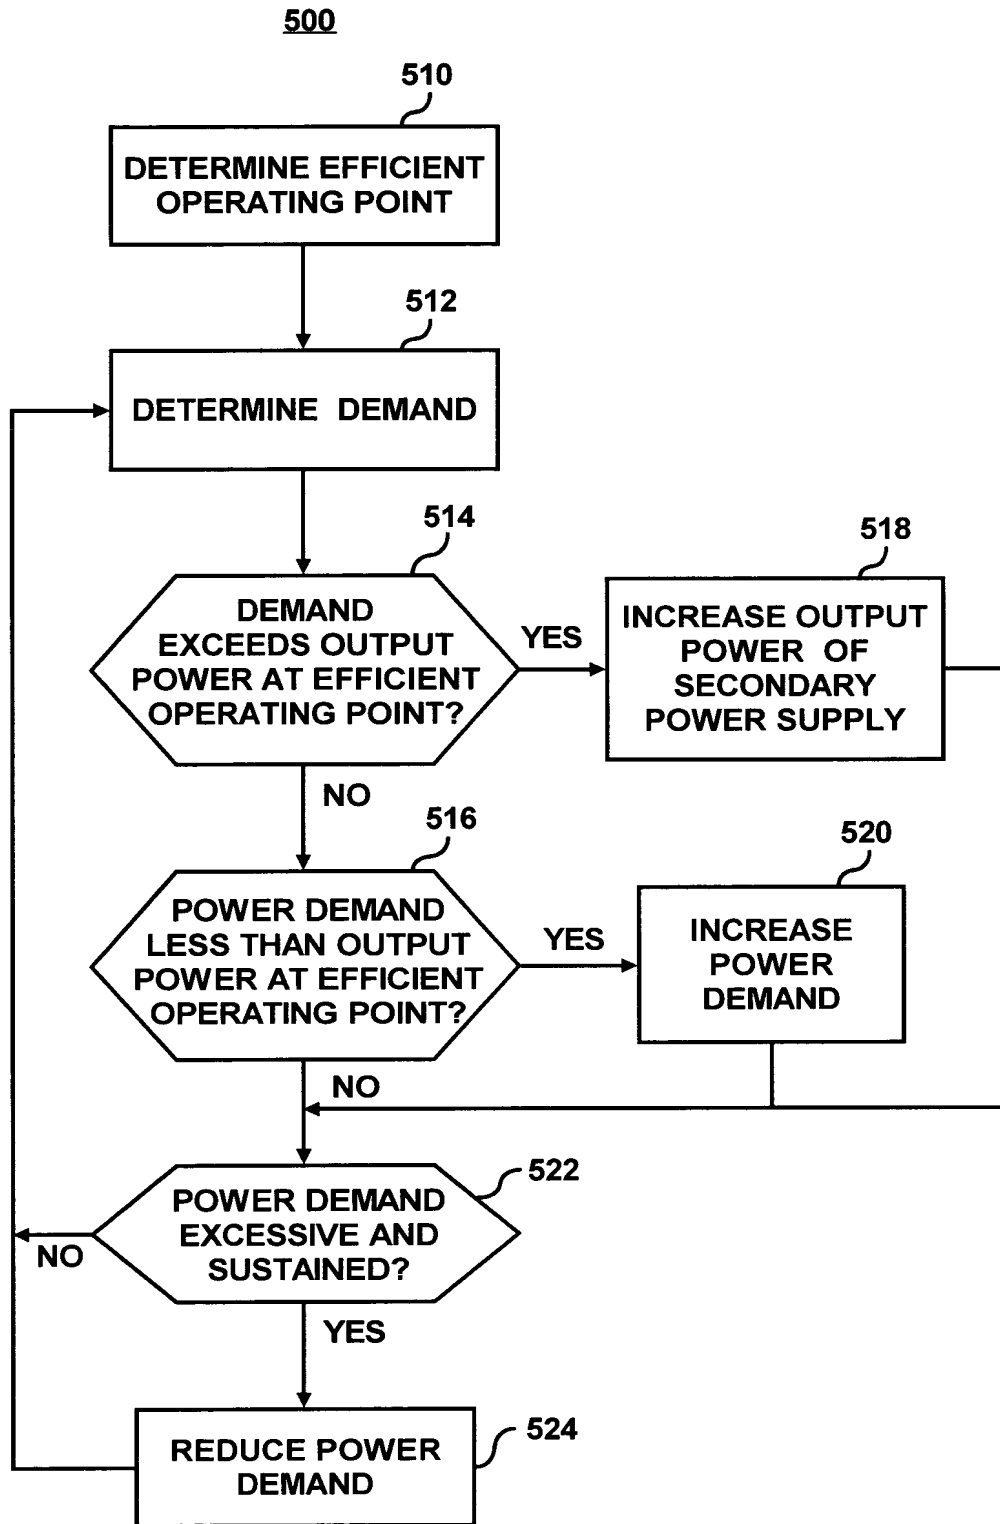 500
510
DETERMINE EFFICIENT
OPERATING POINT
512
DETERMINE DEMAND
514
DEMAND
EXCEEDS OUTPUT
POWER AT EFFICIENT
OPERATING POINT?
YES
518
INCREASE OUTPUT
POWER OF
SECONDARY
POWER SUPPLY
NO
516
POWER DEMAND
LESS THAN OUTPUT
POWER AT EFFICIENT
OPERATING POINT?
YES
520
INCREASE
POWER
DEMAND
NO
522
POWER DEMAND
EXCESSIVE AND
SUSTAINED?
NO
YES
524
REDUCE POWER
DEMAND